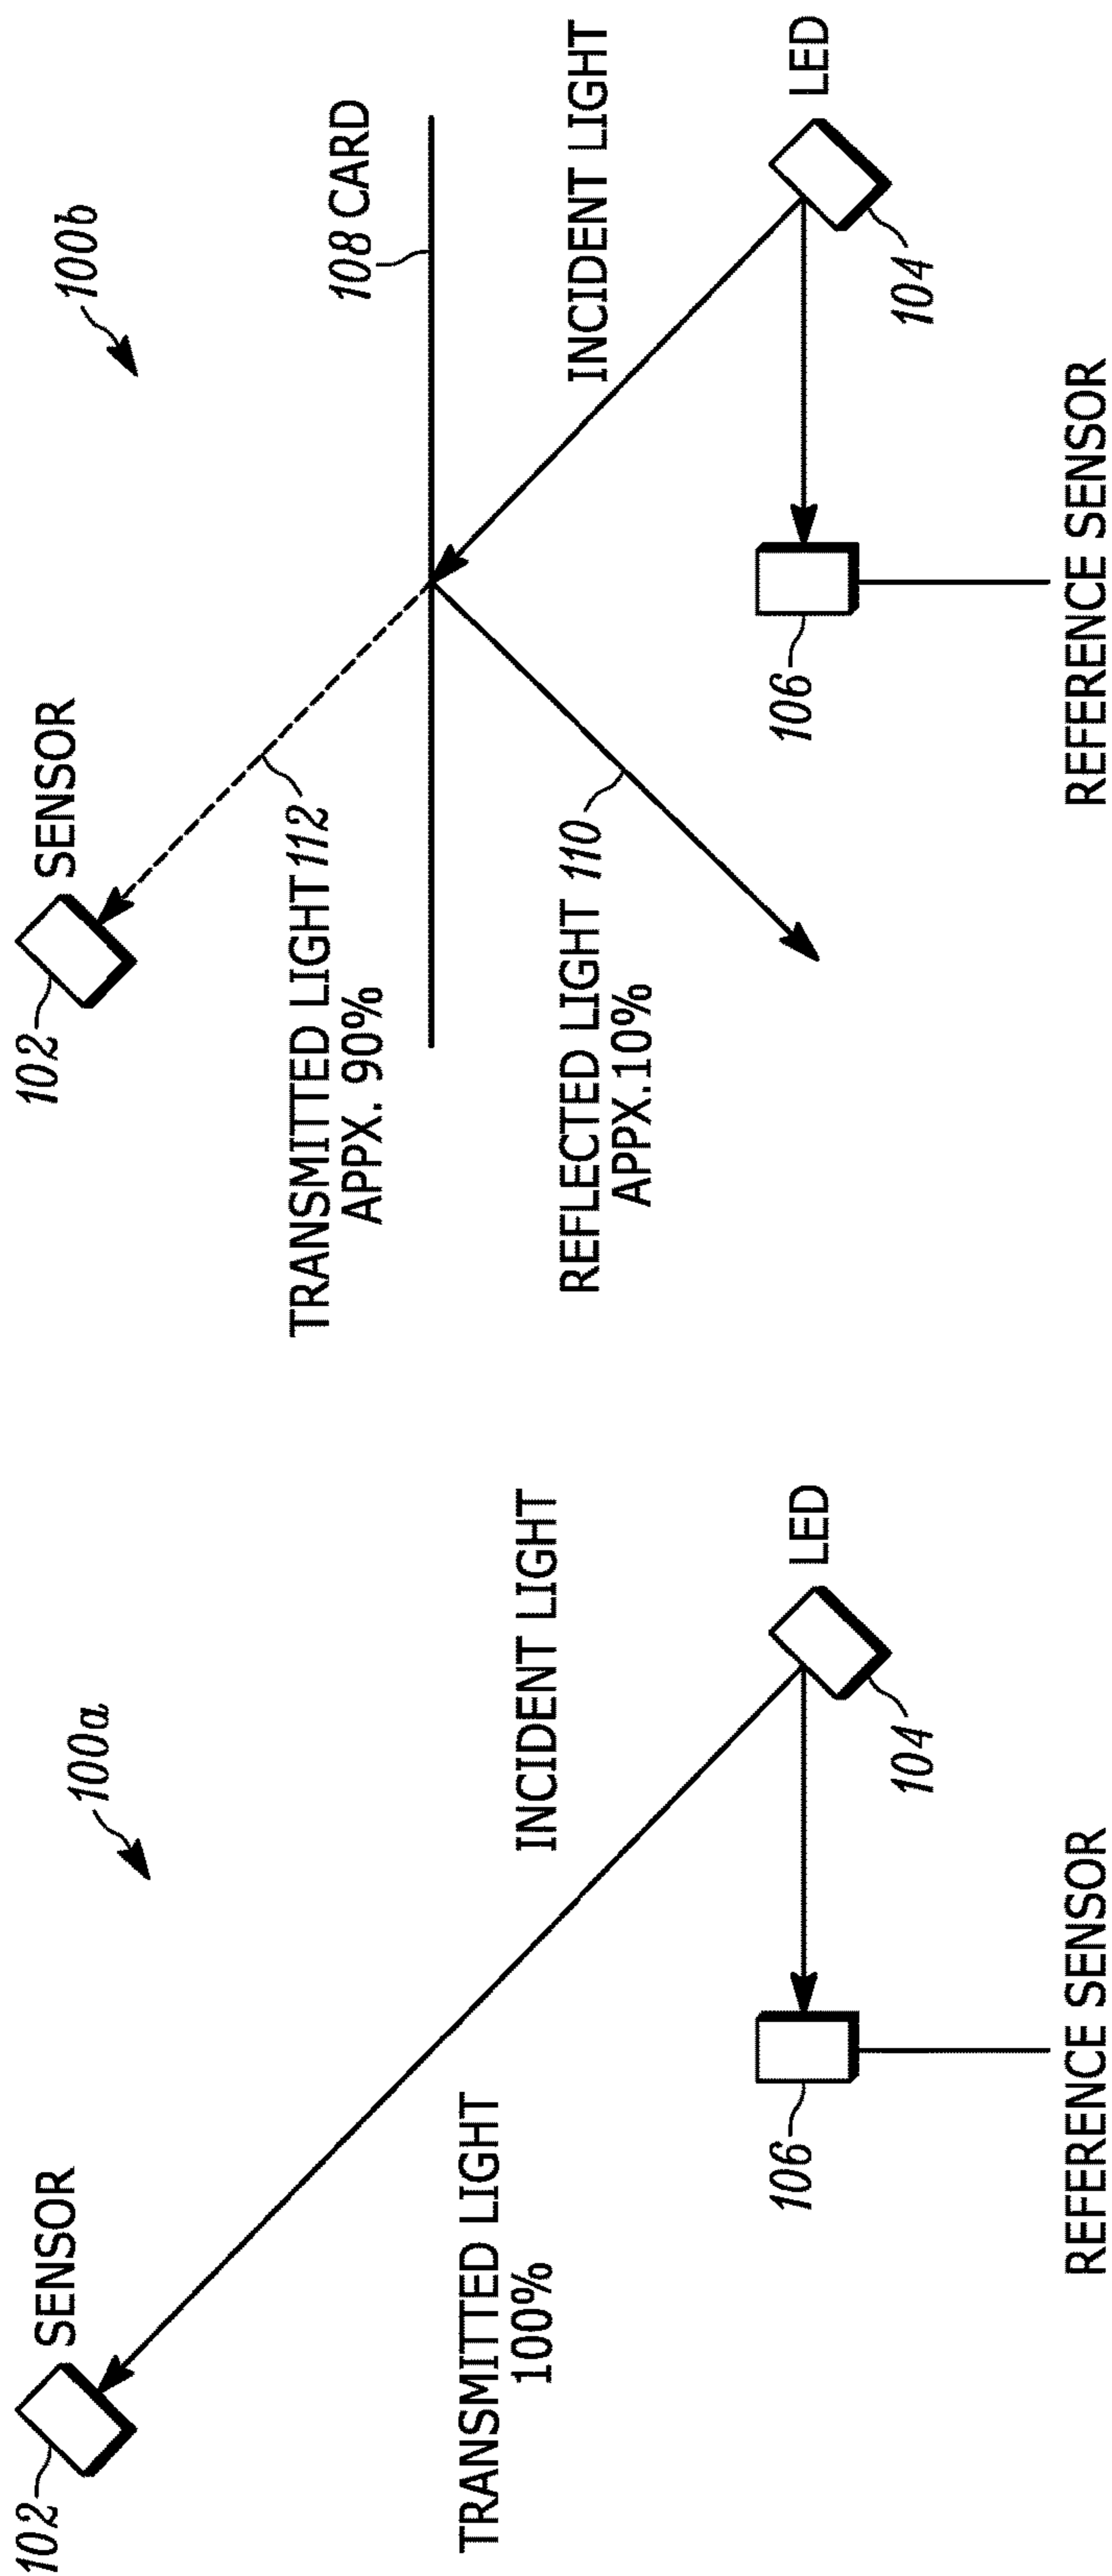 100a
102
SENSOR
TRANSMITTED LIGHT
100%
INCIDENT LIGHT
LED
104
106
REFERENCE SENSOR
100b
102
SENSOR
108 CARD
TRANSMITTED LIGHT 112
APPX. 90%
INCIDENT LIGHT
REFLECTED LIGHT 110
APPX.10%
LED
104
106
REFERENCE SENSOR